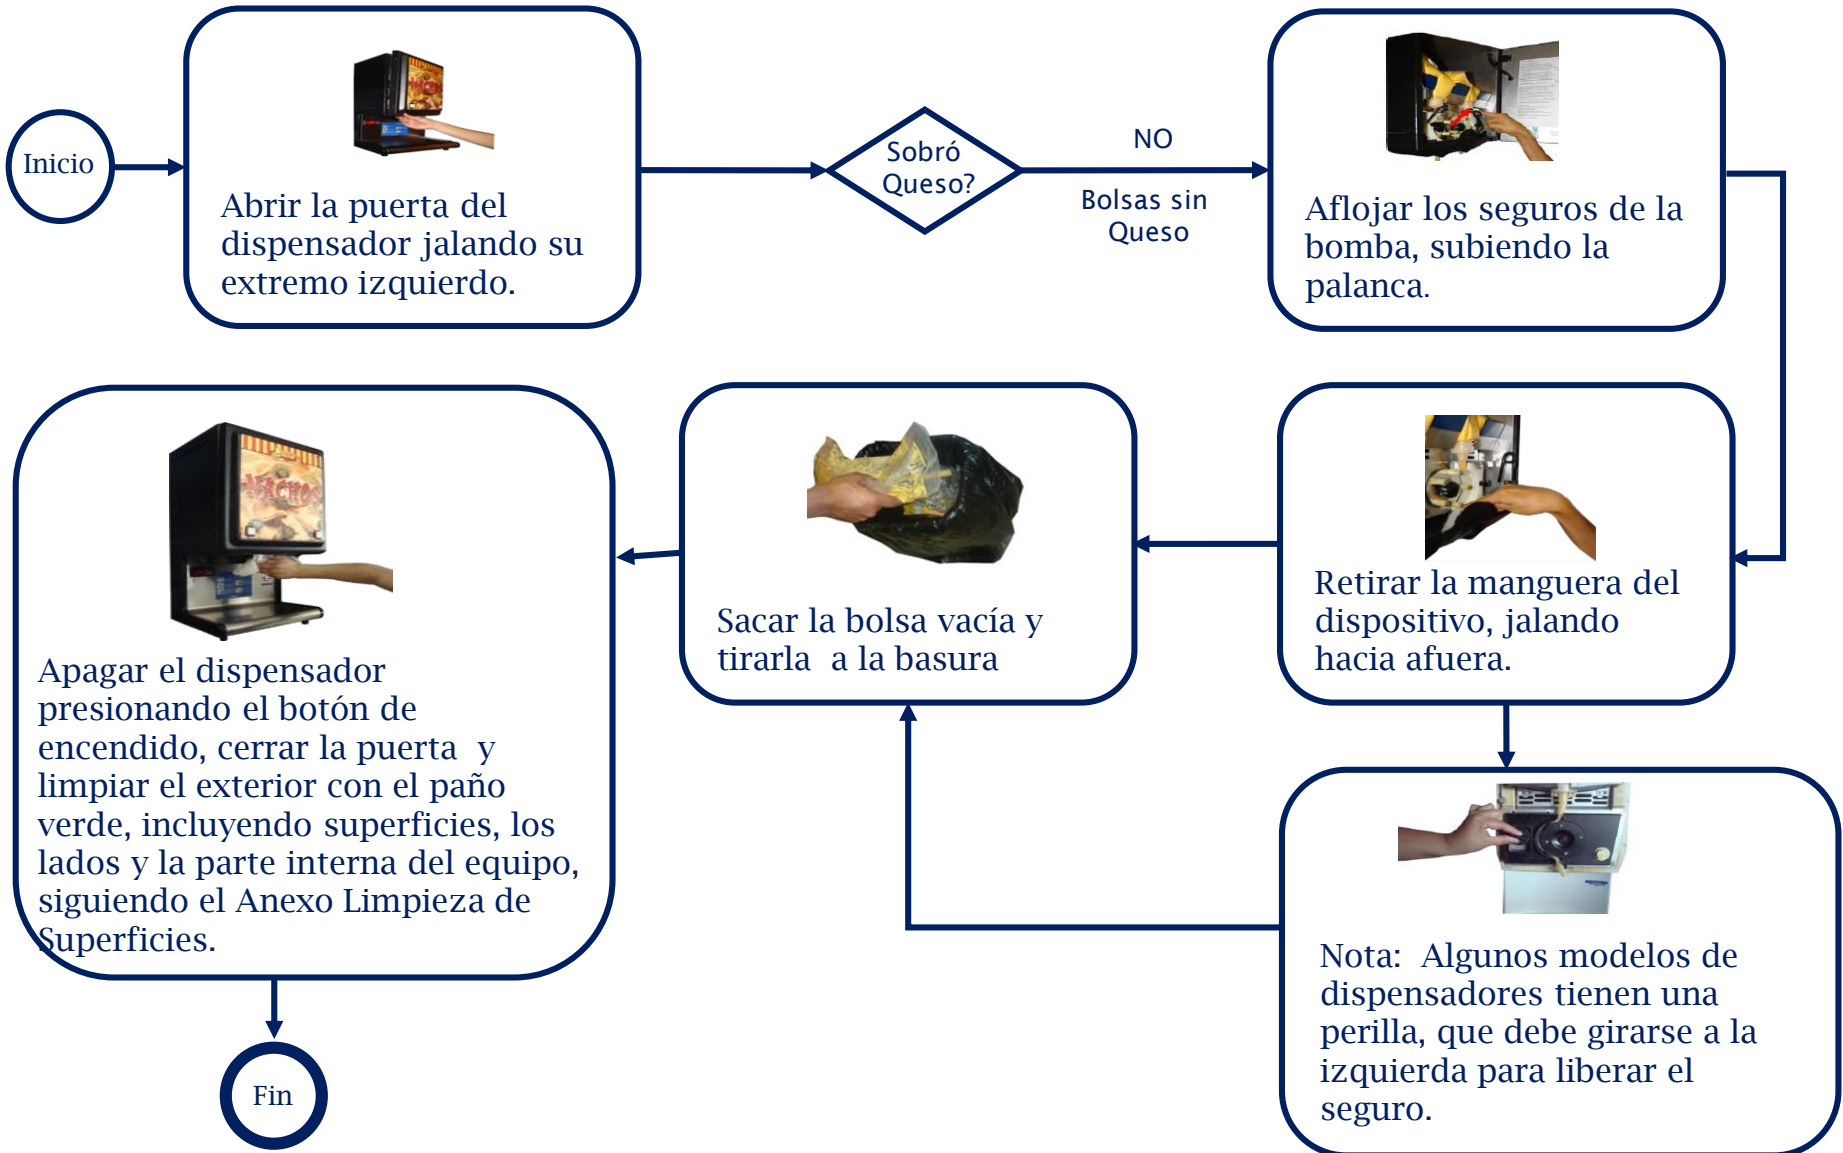 Inicio
Abrir la puerta del
dispensador jalando su
extremo izquierdo.
Sobró
Queso?
NO
Bolsas sin
Queso
Aflojar los seguros de la
bomba, subiendo la
palanca.
Retirar la manguera del
dispositivo, jalando
hacia afuera.
Nota:  Algunos modelos de
dispensadores tienen una
perilla, que debe girarse a la
izquierda para liberar el
seguro.
Sacar la bolsa vacía y
tirarla  a la basura
NACHOS
Apagar el dispensador
presionando el botón de
encendido, cerrar la puerta  y
limpiar el exterior con el paño
verde, incluyendo superficies, los
lados y la parte interna del equipo,
siguiendo el Anexo Limpieza de
Superficies.
Fin